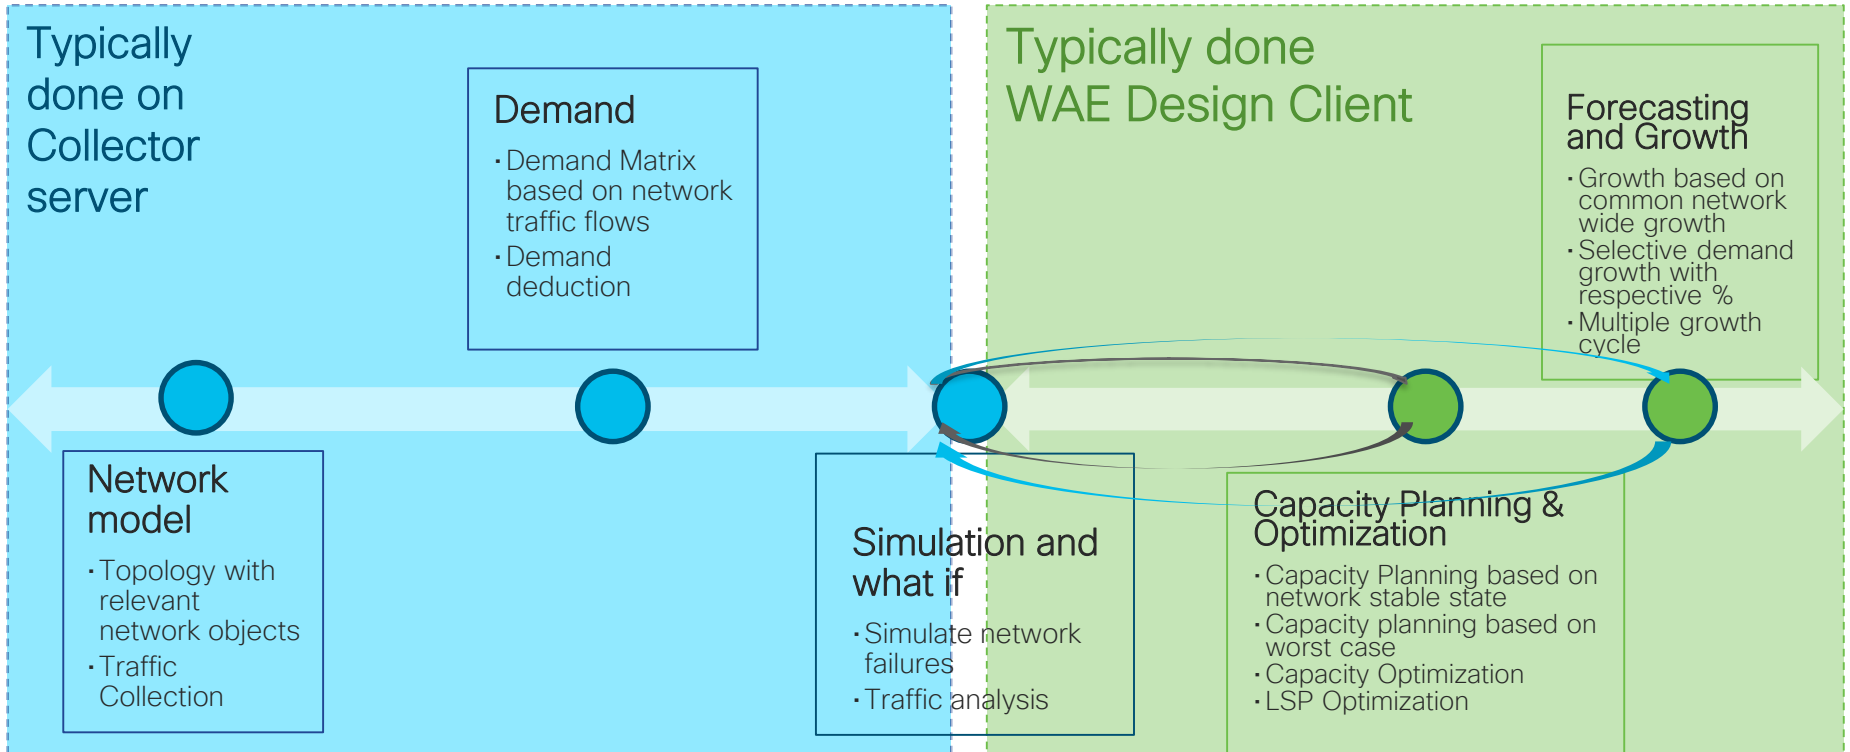 Typically
done on
Collector
server
Demand
· Demand Matrix
based on network
traffic flows
· Demand
deduction
Network
model
· Topology with
relevant
network objects
· Traffic
Collection
Simulation and
what if
· Simulate network
failures
· Traffic analysis
Typically done
WAE Design Client
Forecasting
and Growth
· Growth based on
common network
wide growth
· Selective demand
growth with
respective %
· Multiple growth
cycle
Capacity Planning &
Optimization
· Capacity Planning based on
network stable state
· Capacity planning based on
worst case
· Capacity Optimization
· LSP Optimization